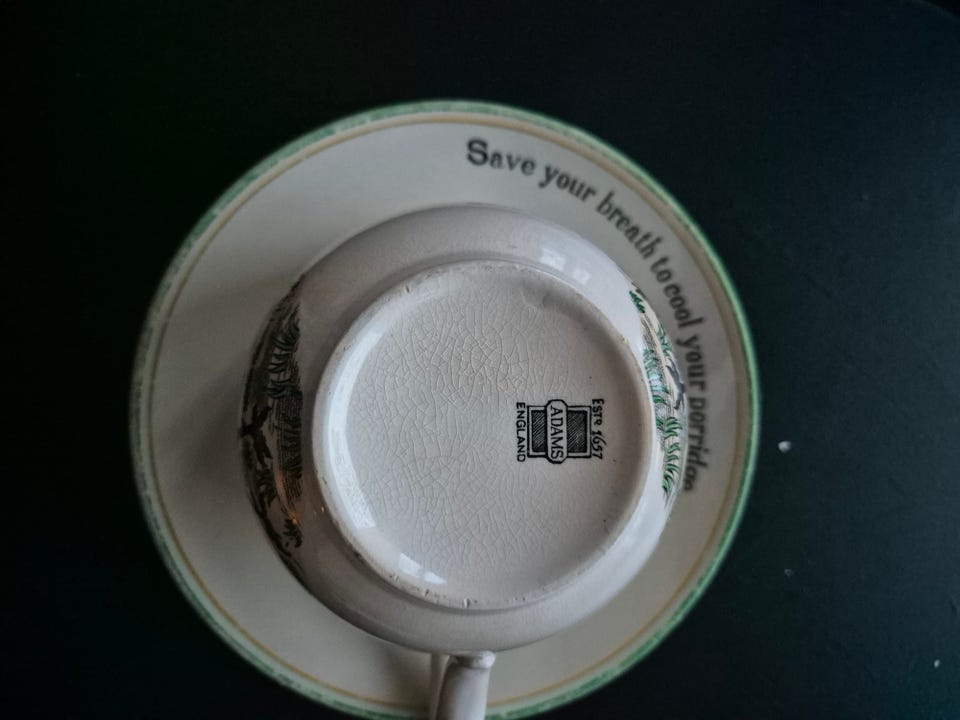 Save your breath to cool your porridge
ESTD 1657
ADAMS
ENGLAND